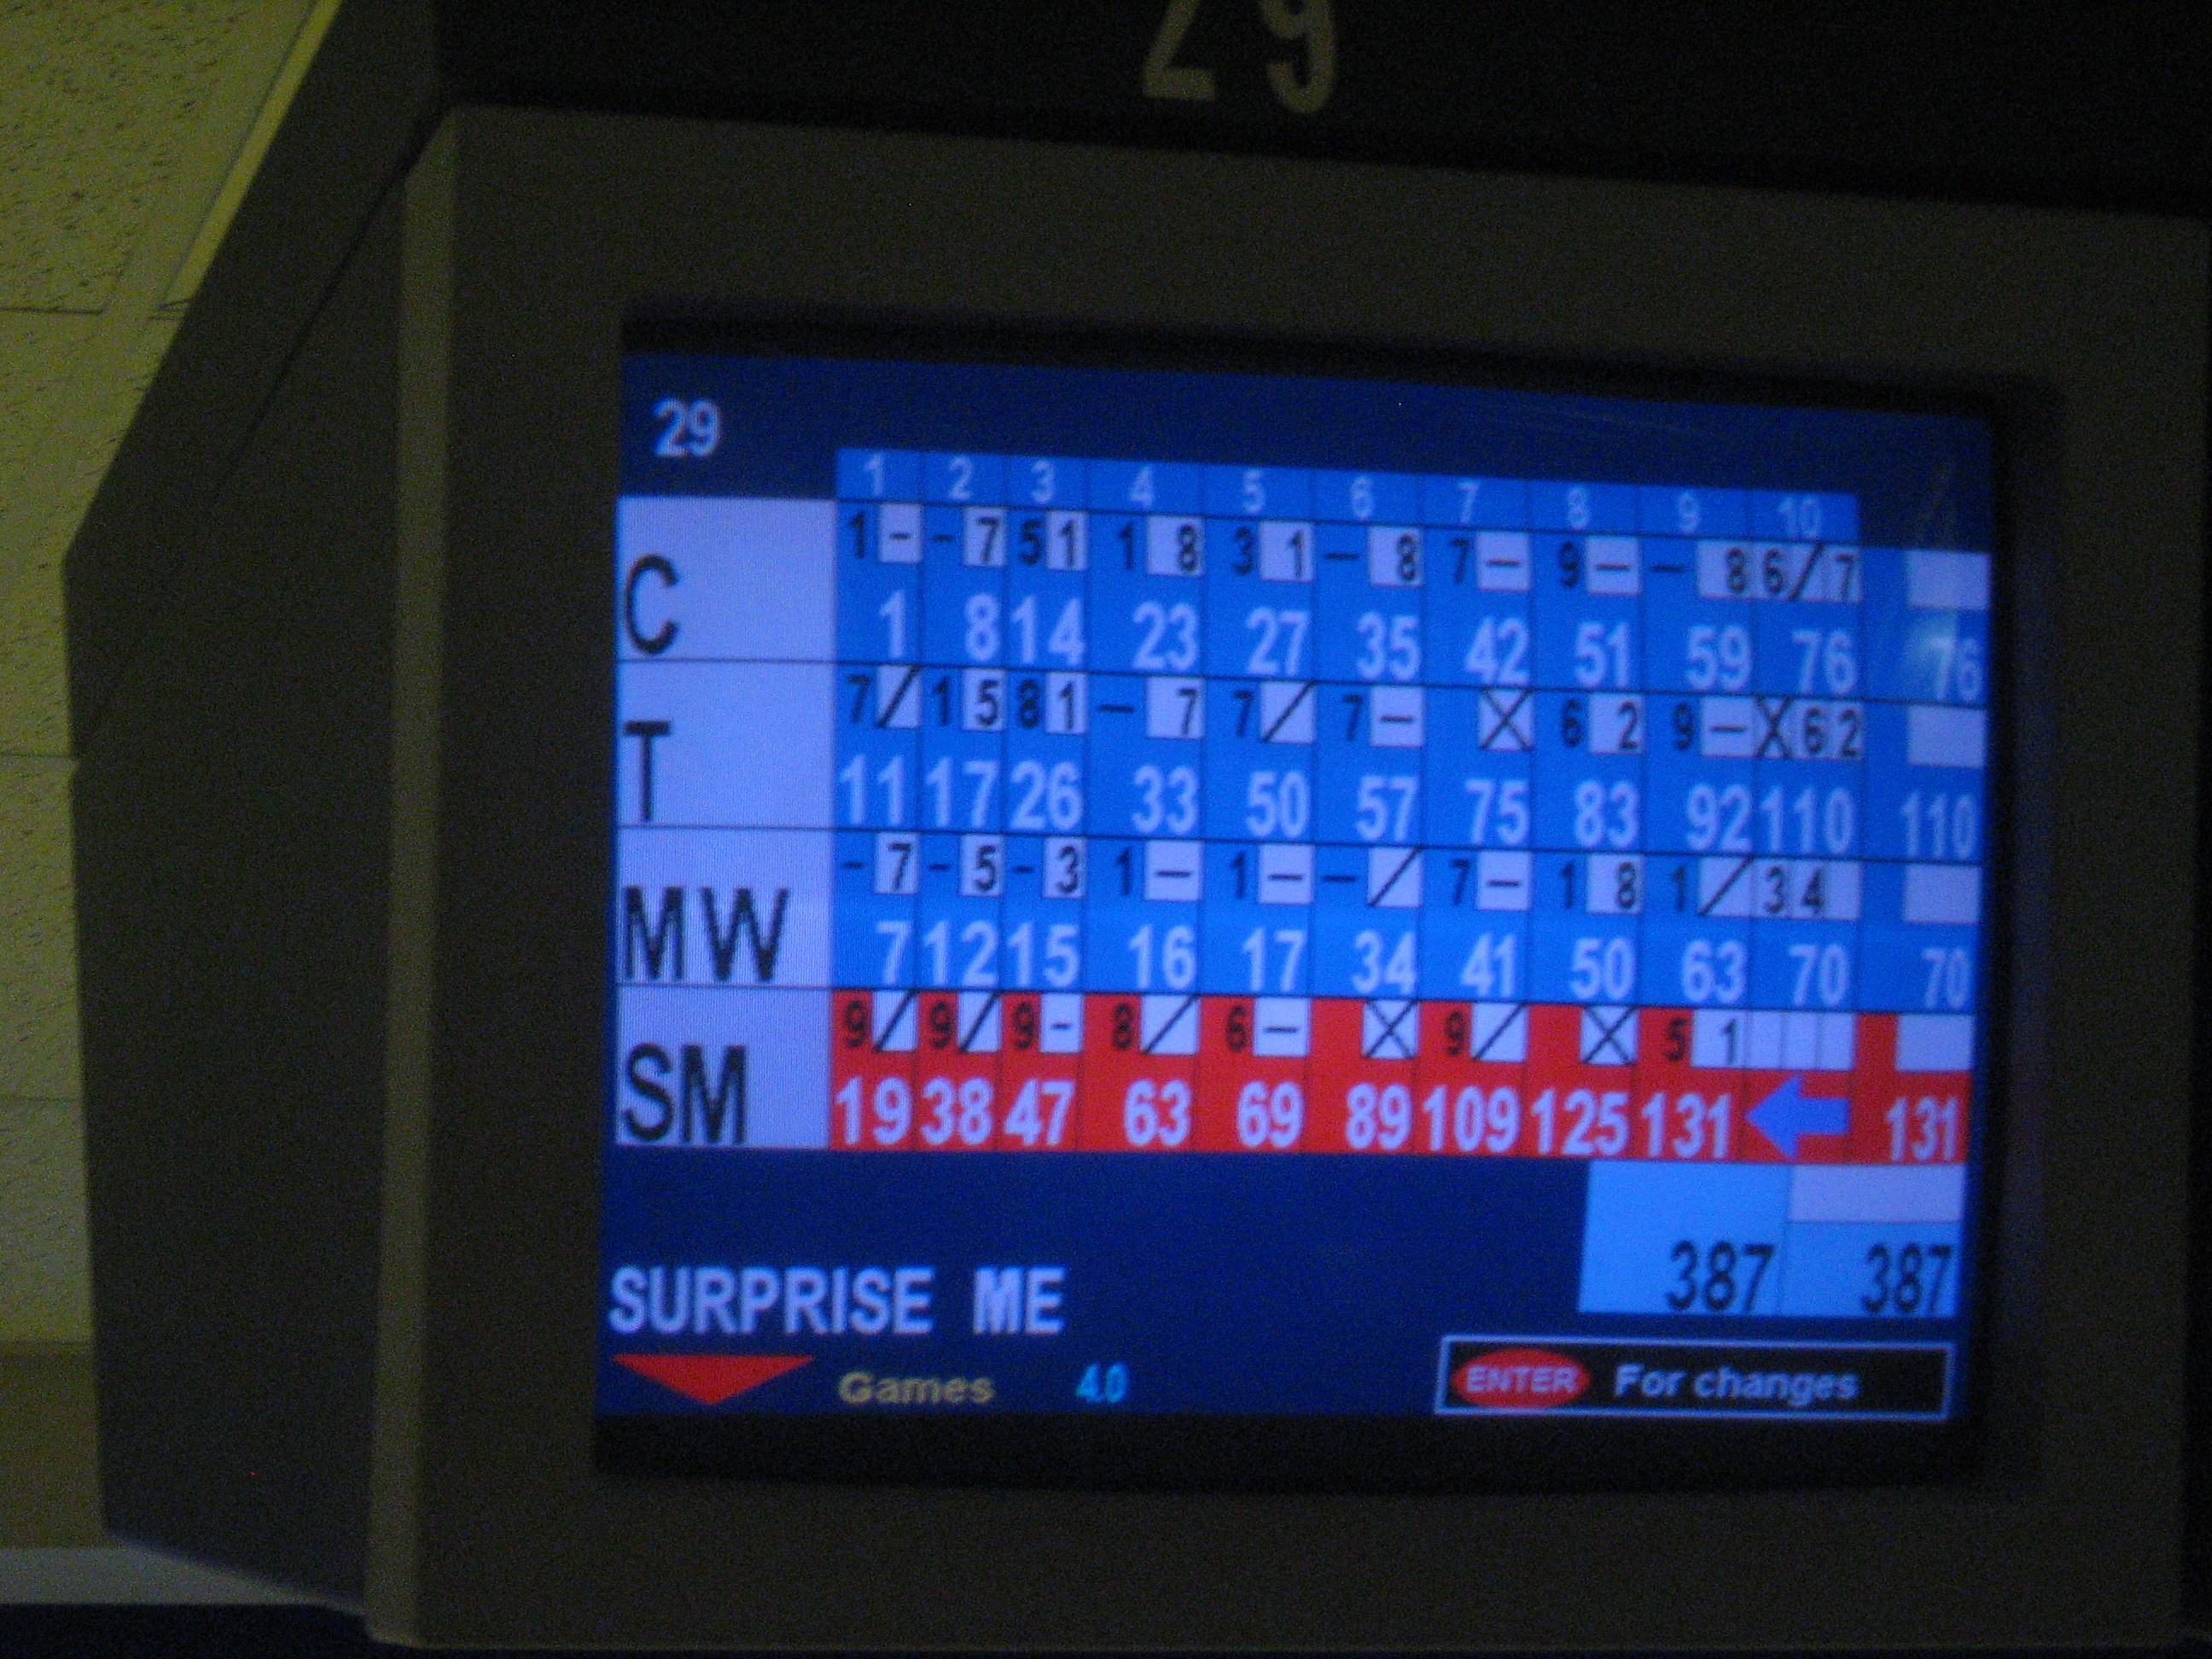 29
29
1 2 3 4 5 6 7 8 9 10
C 1 - - 7 5 1 1 8 3 1 - 8 7 - 9 - - 8 6 / 7
1 8 14 23 27 35 42 51 59 76 76
T 7 / 1 5 8 1 - 7 7 / 7 - X 6 2 9 - X 6 2
11 17 26 33 50 57 75 83 92 110 110
MW - 7 - 5 - 3 1 - 1 - - / 7 - 1 8 1 / 3 4
7 12 15 16 17 34 41 50 63 70 70
SM 9 / 9 / 9 - 8 / 6 - X 9 / X 5 1
19 38 47 63 69 89 109 125 131 131
387 387
SURPRISE ME
Games 4.0 ENTER For changes